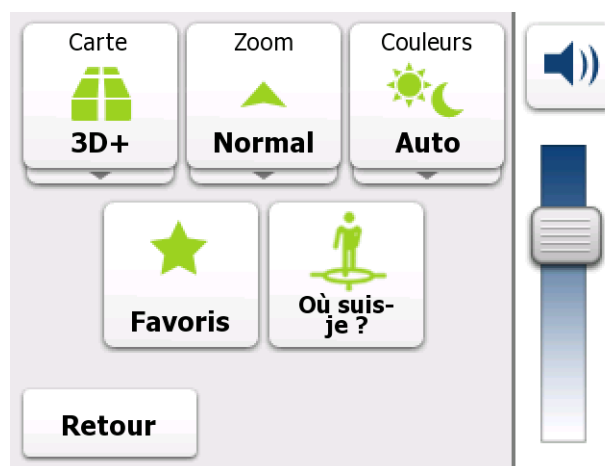 Carte
Zoom
Couleurs
3D+
Normal
Auto
Favoris
Où suis-
je ?
Retour